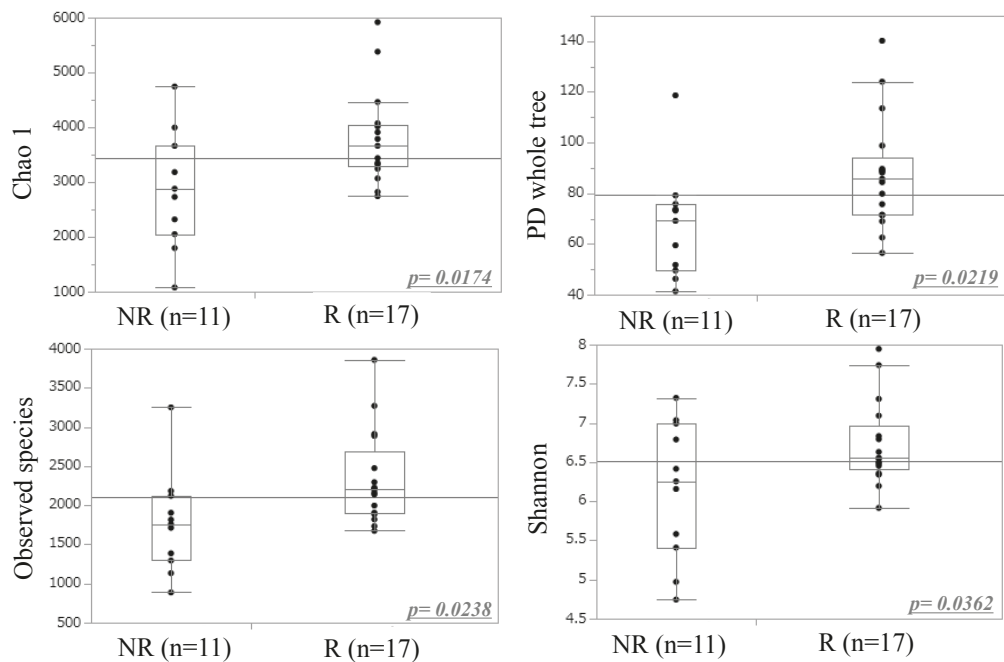 Chao 1
6000
5000
4000
3000
2000
1000
p= 0.0174
NR (n=11)
R (n=17)
PD whole tree
140
120
100
80
60
40
p= 0.0219
NR (n=11)
R (n=17)
Observed species
4000
3500
3000
2500
2000
1500
1000
500
p= 0.0238
NR (n=11)
R (n=17)
Shannon
8
7.5
7
6.5
6
5.5
5
4.5
p= 0.0362
NR (n=11)
R (n=17)